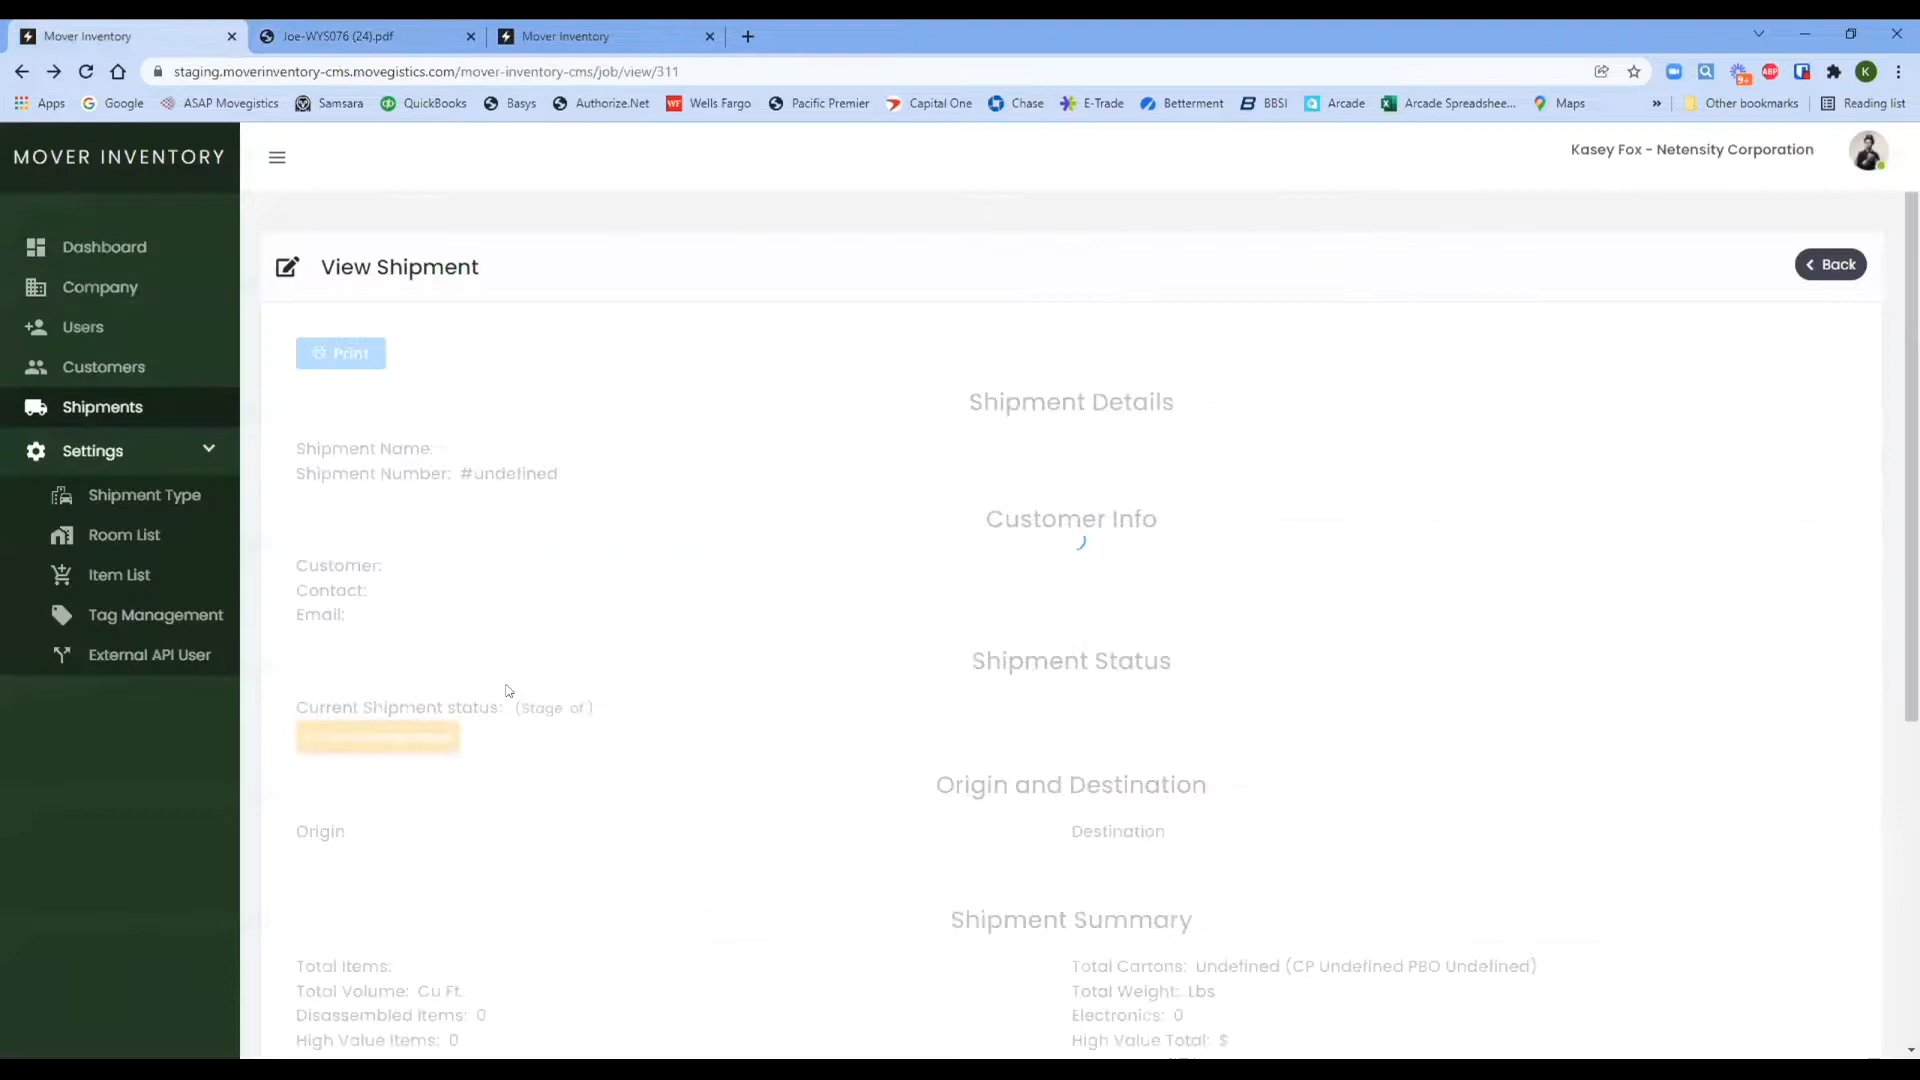 Mover Inventory
Joe-WYS076 (24).pdf
Mover Inventory
staging.moverinventory-cms.movegistics.com/mover-inventory-cms/job/view/311
9+
ABP
K
Apps
Google
ASAP Movegistics
Samsara
QuickBooks
Basys
Authorize.Net
WF
Wells Fargo
Pacific Premier
Capital One
Chase
E-Trade
Betterment
BBSI
Arcade
Arcade Spreadshee...
Maps
»
Other bookmarks
Reading list
MOVER INVENTORY
Kasey Fox - Netensity Corporation
Dashboard
Company
Users
Customers
Shipments
Settings
Shipment Type
Room List
Item List
Tag Management
External API User
View Shipment
Back
Print
Shipment Details
Shipment Name:
Shipment Number: #undefined
Customer Info
Customer:
Contact:
Email:
Shipment Status
Current Shipment status: (Stage of )
Origin and Destination
Origin
Destination
Shipment Summary
Total Items:
Total Cartons: Undefined (CP Undefined PBO Undefined)
Total Volume: Cu Ft.
Total Weight: Lbs
Disassembled Items: 0
Electronics: 0
High Value Items: 0
High Value Total: $